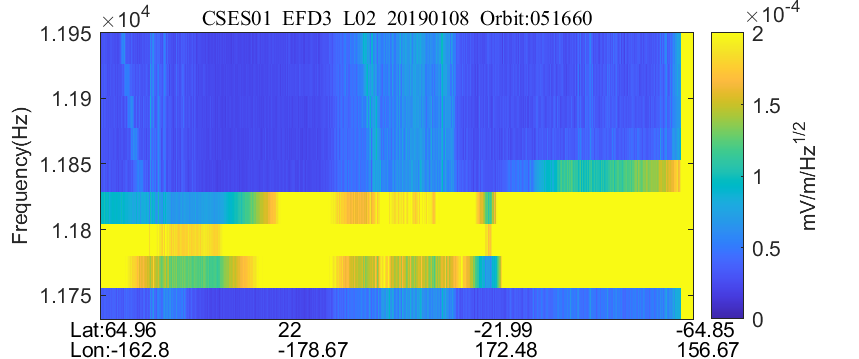 CSES01 EFD3 L02 20190108 Orbit:051660
×10⁴
×10⁻⁴
1.195
1.19
1.185
1.18
1.175
Frequency(Hz)
2
1.5
1
0.5
0
mV/m/Hz^1/2
Lat:64.96 22 -21.99 -64.85
Lon:-162.8 -178.67 172.48 156.67